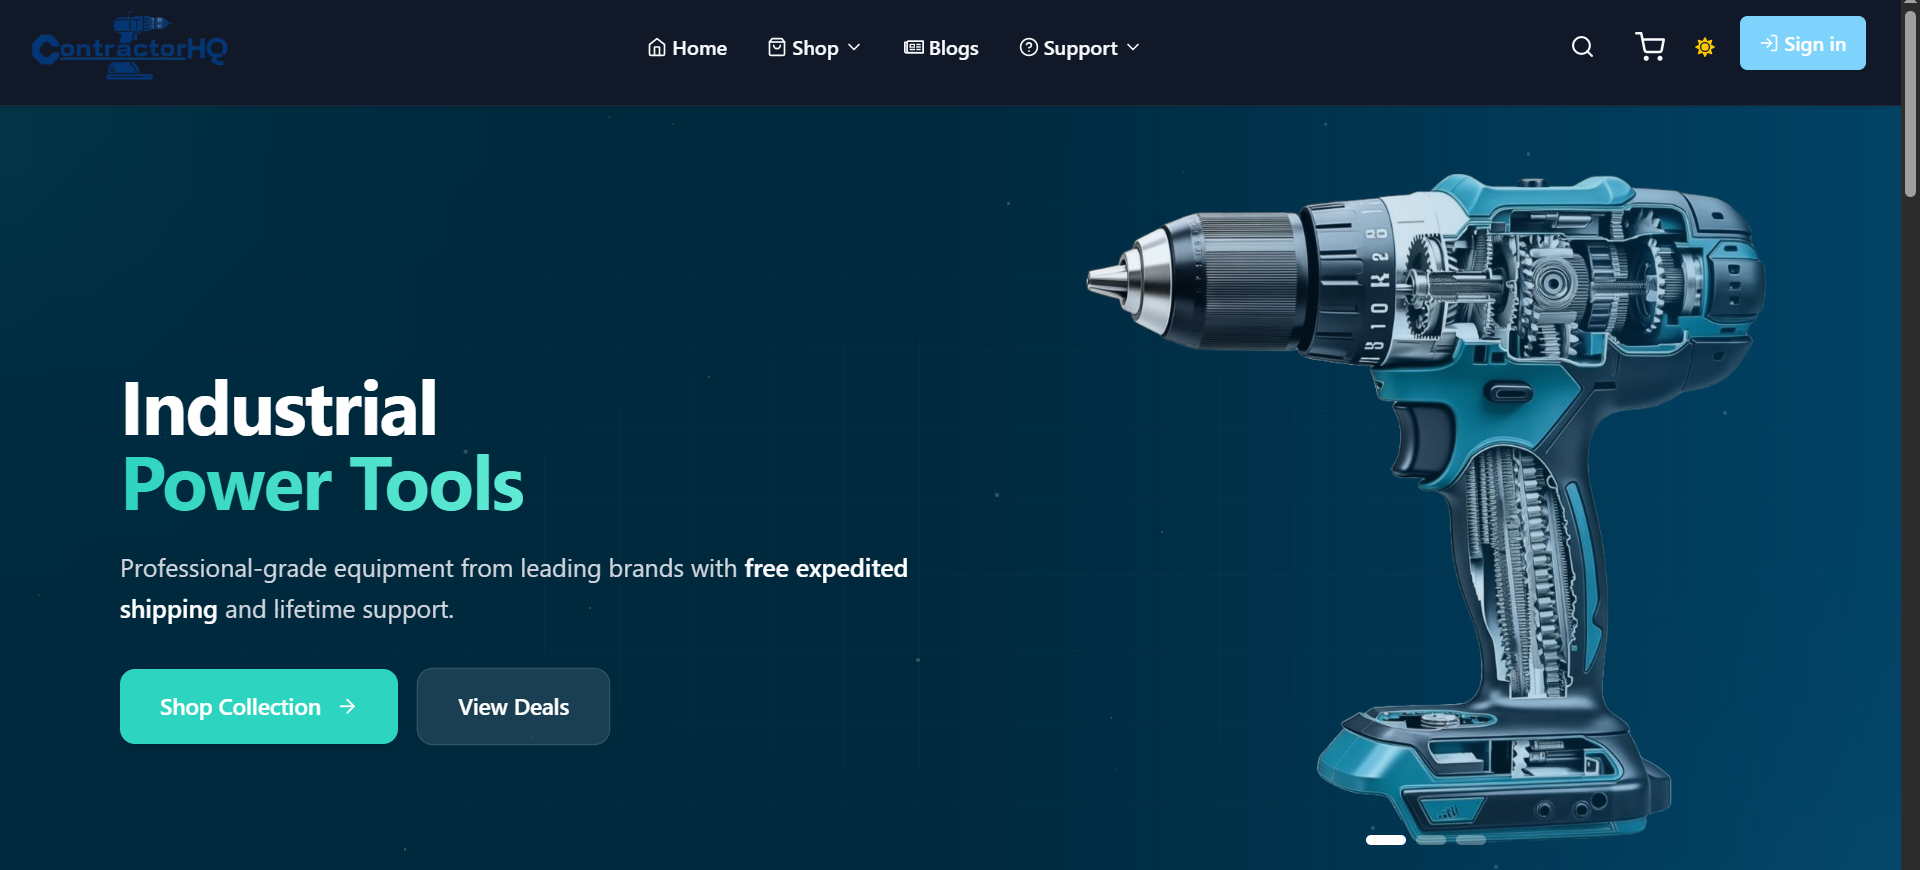 ContractorHQ
Home
Shop
Blogs
Support
Sign in
Industrial
Power Tools
Professional-grade equipment from leading brands with free expedited
shipping and lifetime support.
Shop Collection
View Deals